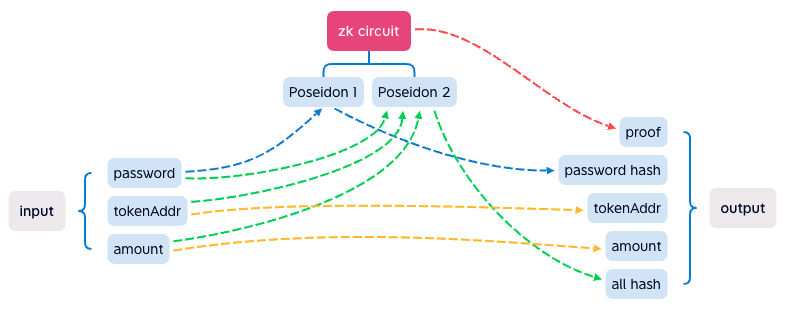 zk circuit
Poseidon 1
Poseidon 2
proof
password
password hash
input
tokenAddr
tokenAddr
output
amount
amount
all hash